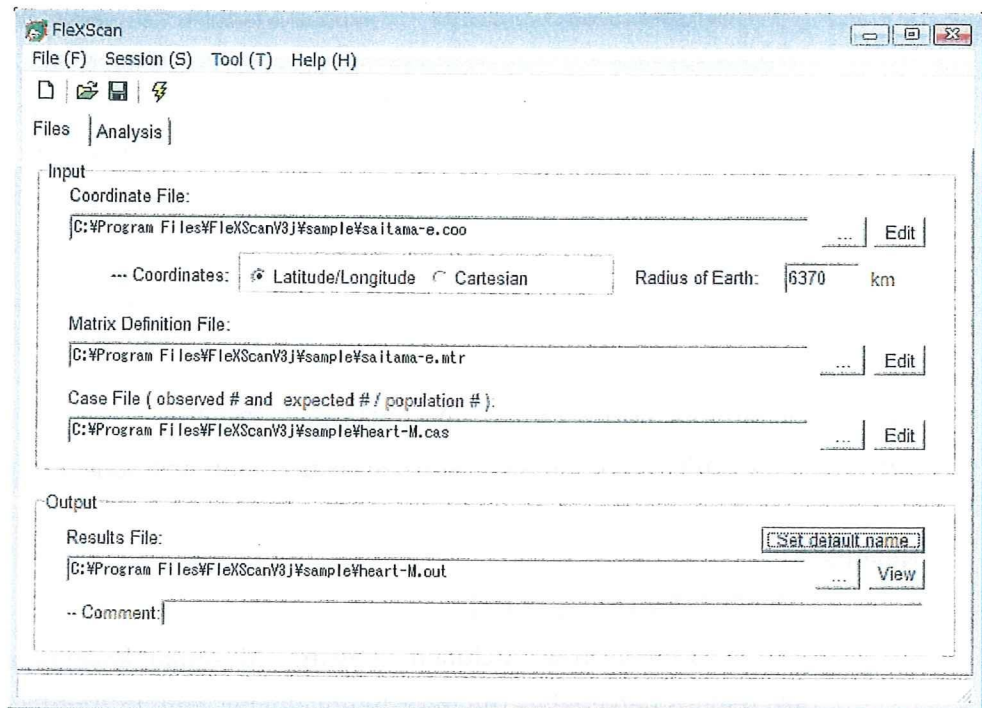 FleXScan
File (F) Session (S) Tool (T) Help (H)
Files Analysis
Input
Coordinate File:
C:¥Program Files¥FleXScanV3j¥sample¥saitama-e.coo ... Edit
--- Coordinates: Latitude/Longitude Cartesian Radius of Earth: 6370 km
Matrix Definition File:
C:¥Program Files¥FleXScanV3j¥sample¥saitama-e.mtr ... Edit
Case File ( observed # and expected # / population # ):
C:¥Program Files¥FleXScanV3j¥sample¥heart-M.cas ... Edit
Output
Results File: Set default name
C:¥Program Files¥FleXScanV3j¥sample¥heart-M.out ... View
-- Comment: